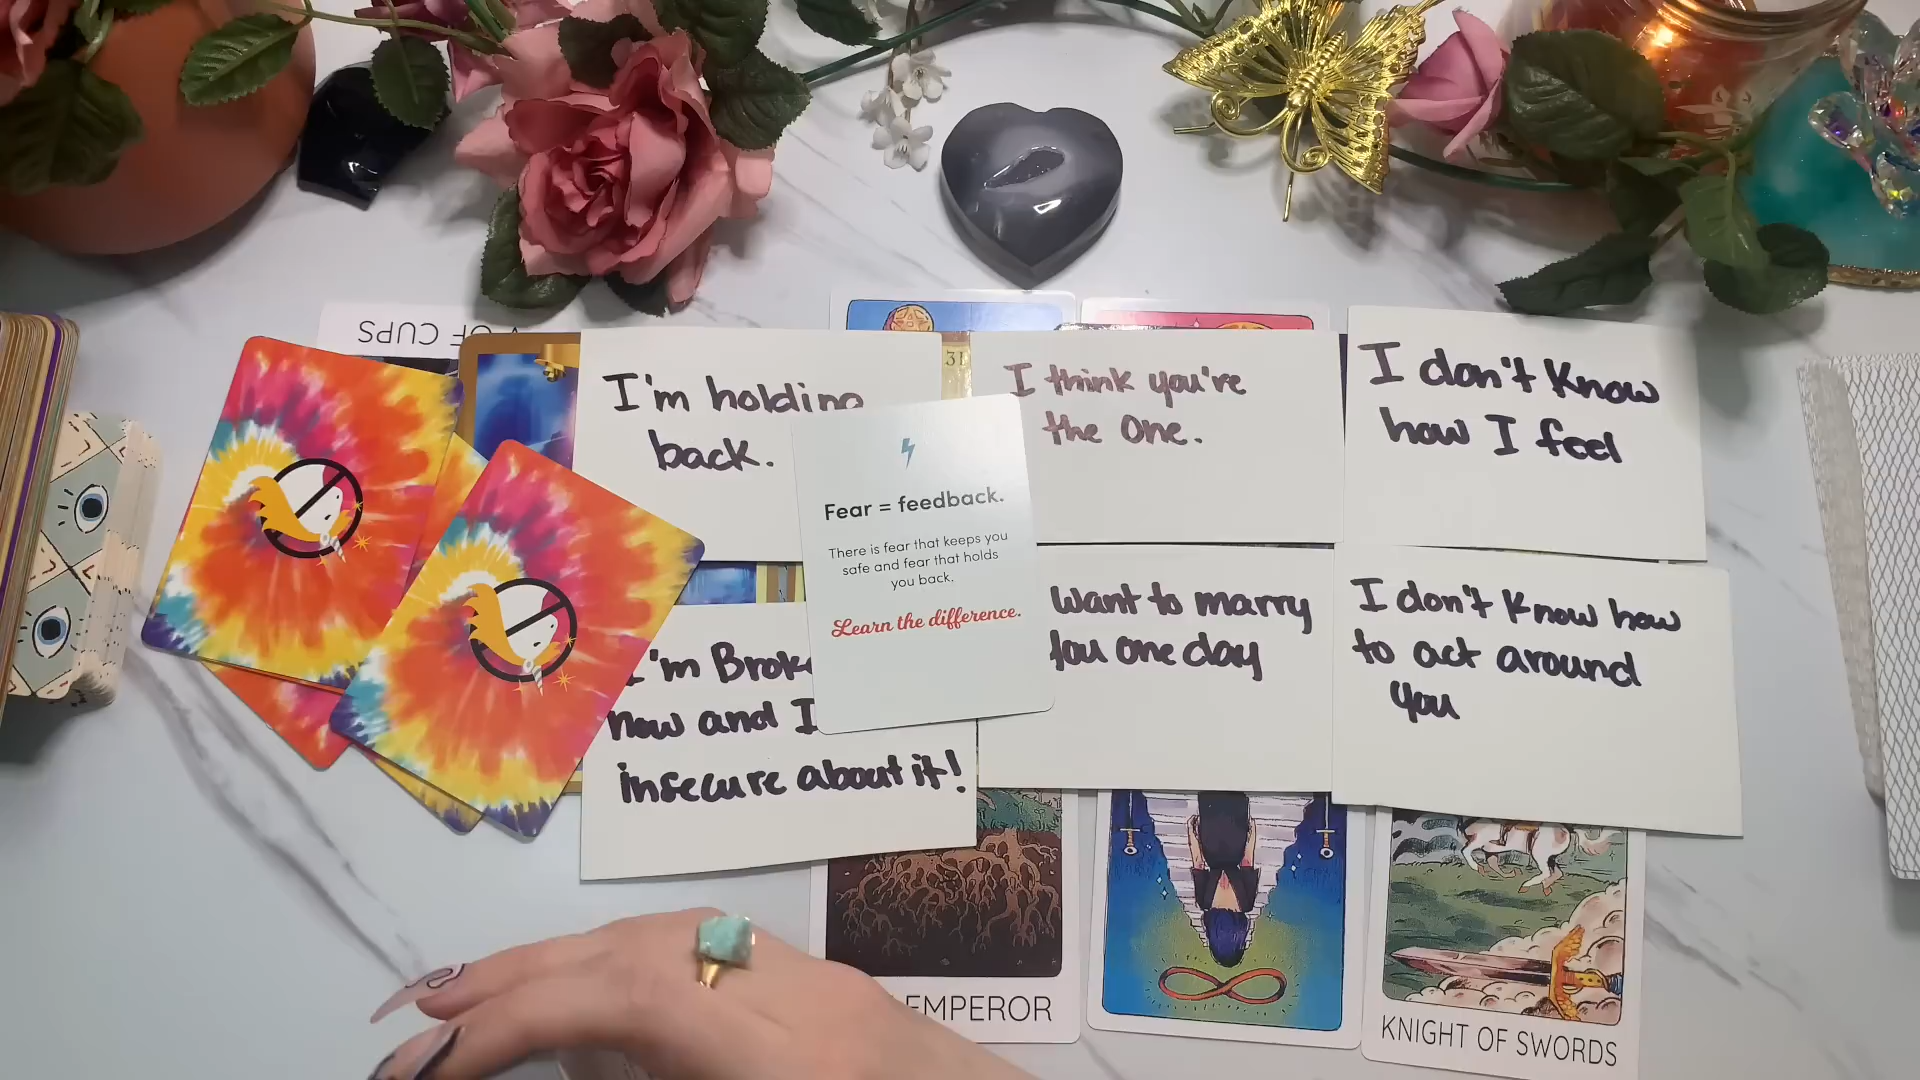 OF CUPS
31
I'm holding
back.
I think you're
the One.
I don't know
how I feel
Fear = feedback.
There is fear that keeps you
safe and fear that holds
you back.
Learn the difference.
I'm Broke
now and I
insecure about it!
Want to marry
you one day
I don't know how
to act around
you
EMPEROR
KNIGHT OF SWORDS